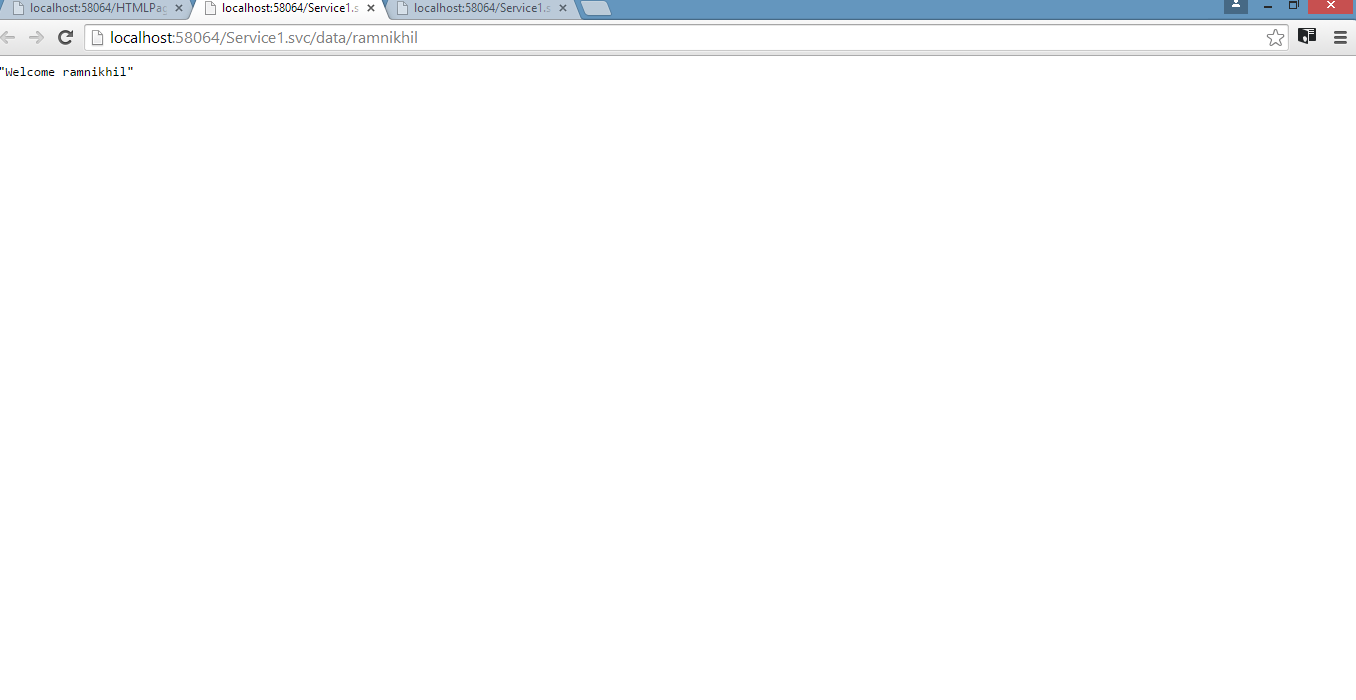 localhost:58064/HTMLPag
localhost:58064/Service1.s
localhost:58064/Service1.s
localhost:58064/Service1.svc/data/ramnikhil
"Welcome ramnikhil"